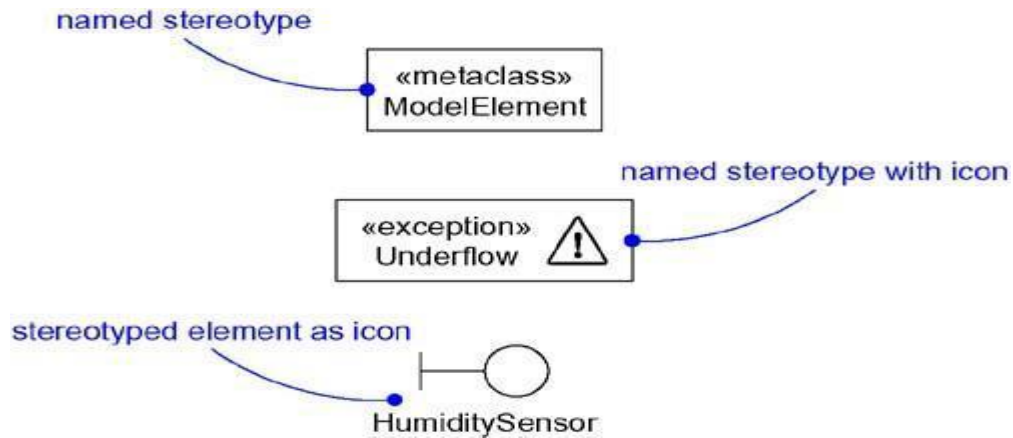 named stereotype
«metaclass»
ModelElement
named stereotype with icon
«exception»
Underflow
!
stereotyped element as icon
HumiditySensor